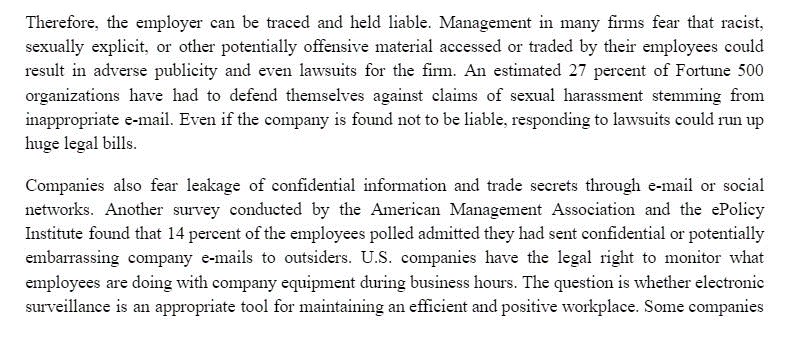 Therefore, the employer can be traced and held liable. Management in many firms fear that racist,
sexually explicit, or other potentially offensive material accessed or traded by their employees could
result in adverse publicity and even lawsuits for the firm. An estimated 27 percent of Fortune 500
organizations have had to defend themselves against claims of sexual harassment stemming from
inappropriate e-mail. Even if the company is found not to be liable, responding to lawsuits could run up
huge legal bills.
Companies also fear leakage of confidential information and trade secrets through e-mail or social
networks. Another survey conducted by the American Management Association and the ePolicy
Institute found that 14 percent of the employees polled admitted they had sent confidential or potentially
embarrassing company e-mails to outsiders. U.S. companies have the legal right to monitor what
employees are doing with company equipment during business hours. The question is whether electronic
surveillance is an appropriate tool for maintaining an efficient and positive workplace. Some companies